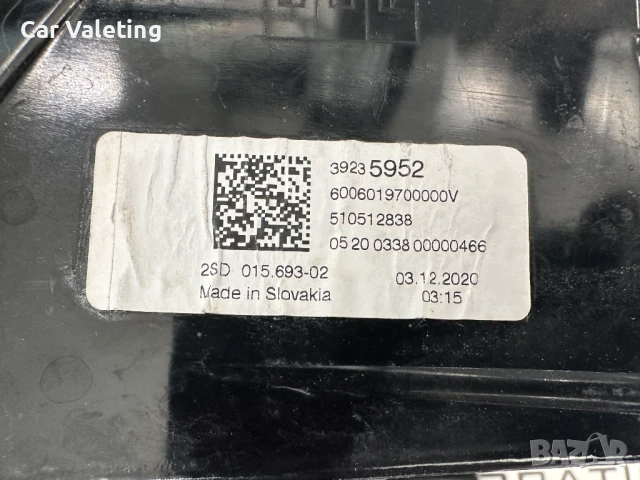 Car Valeting
39235952
6006019700000V
510512838
05 20 0338 00000466
2SD 015.693-02
03.12.2020
Made in Slovakia
03:15
BAZAR